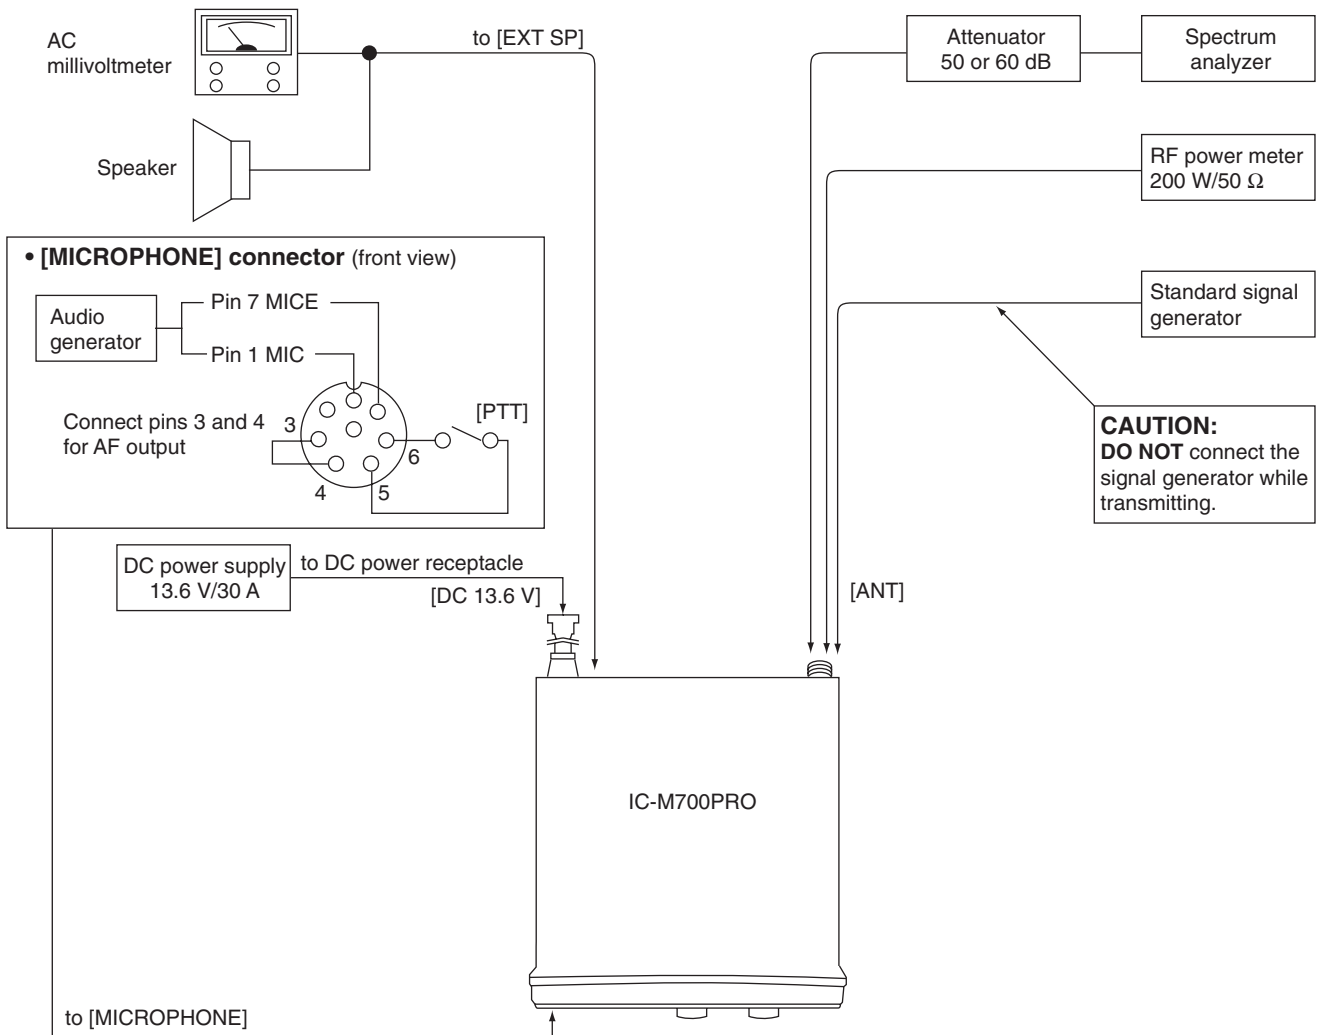 AC
millivoltmeter
to [EXT SP]
Attenuator
50 or 60 dB
Spectrum
analyzer
Speaker
RF power meter
200 W/50 Ω
• [MICROPHONE] connector (front view)
Audio
generator
Pin 7 MICE
Pin 1 MIC
Connect pins 3 and 4
for AF output
3
4
5
6
[PTT]
Standard signal
generator
CAUTION:
DO NOT connect the
signal generator while
transmitting.
DC power supply
13.6 V/30 A
to DC power receptacle
[DC 13.6 V]
[ANT]
IC-M700PRO
to [MICROPHONE]